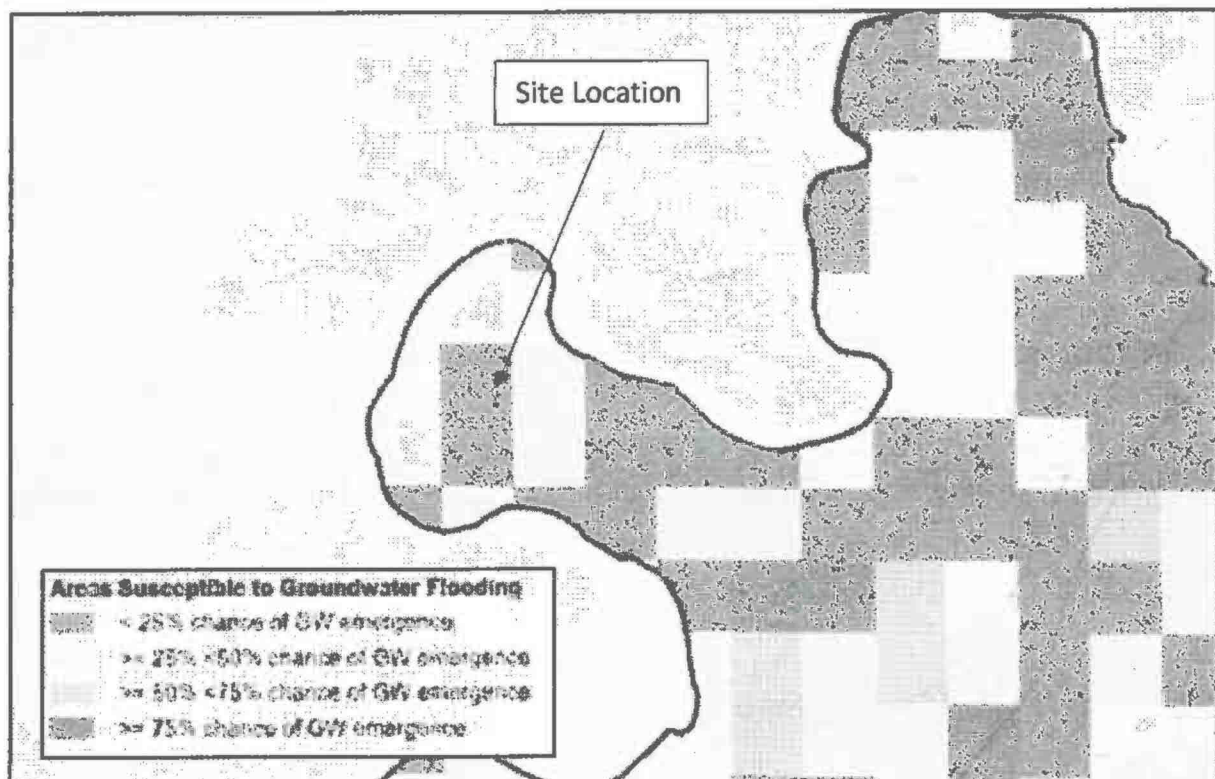 Site Location
Areas Susceptible to Groundwater Flooding
< 25% chance of GW emergence
>= 25% <50% chance of GW emergence
>= 50% <75% chance of GW emergence
>= 75% chance of GW emergence